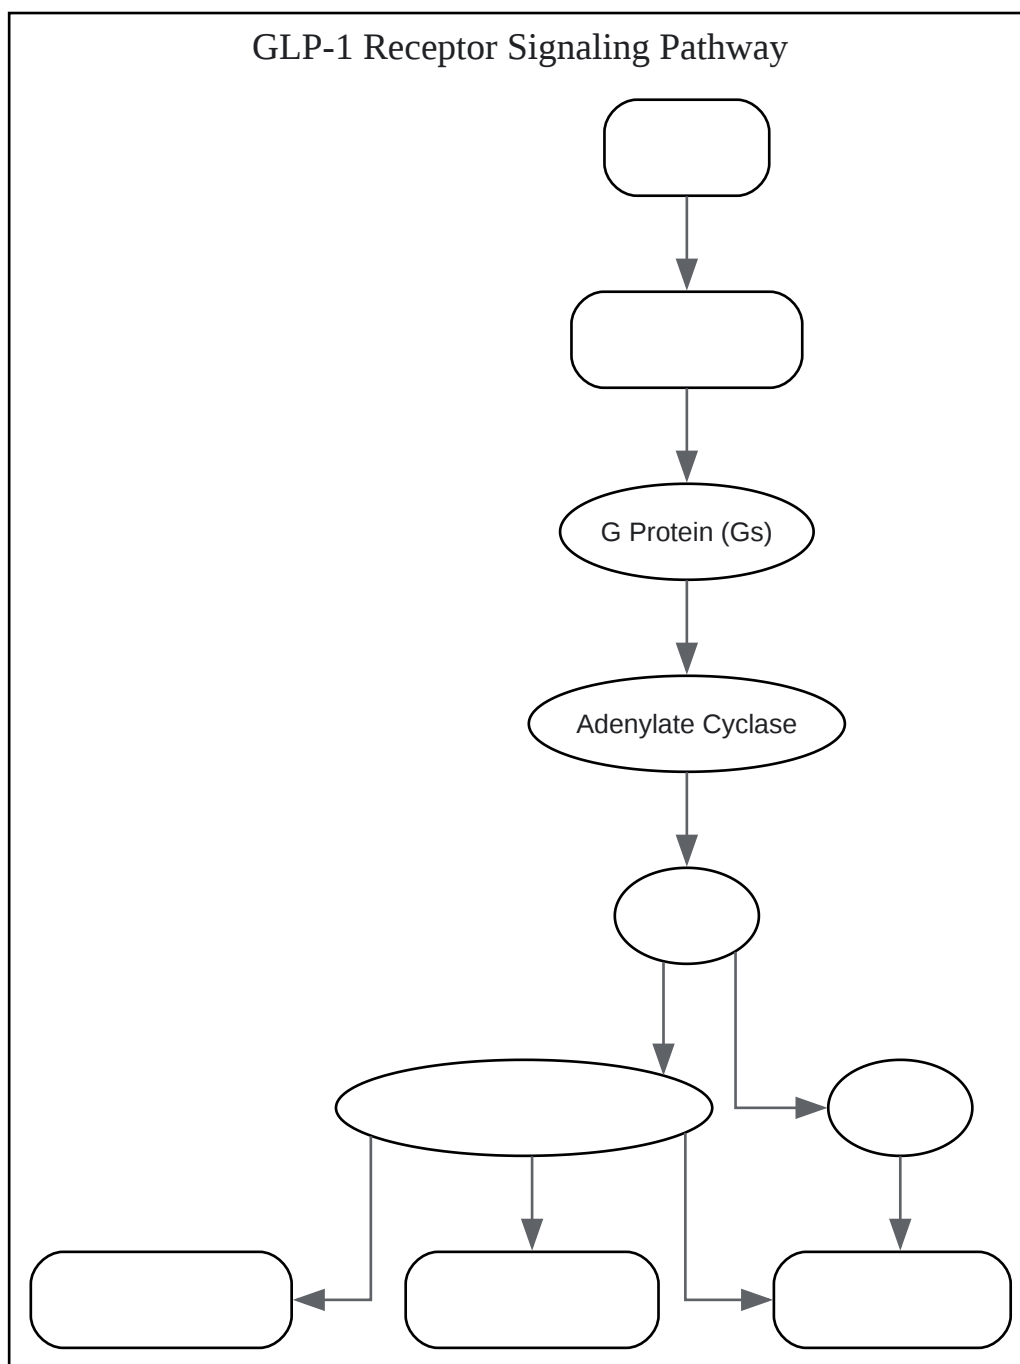 GLP-1 Receptor Signaling Pathway
G Protein (Gs)
Adenylate Cyclase